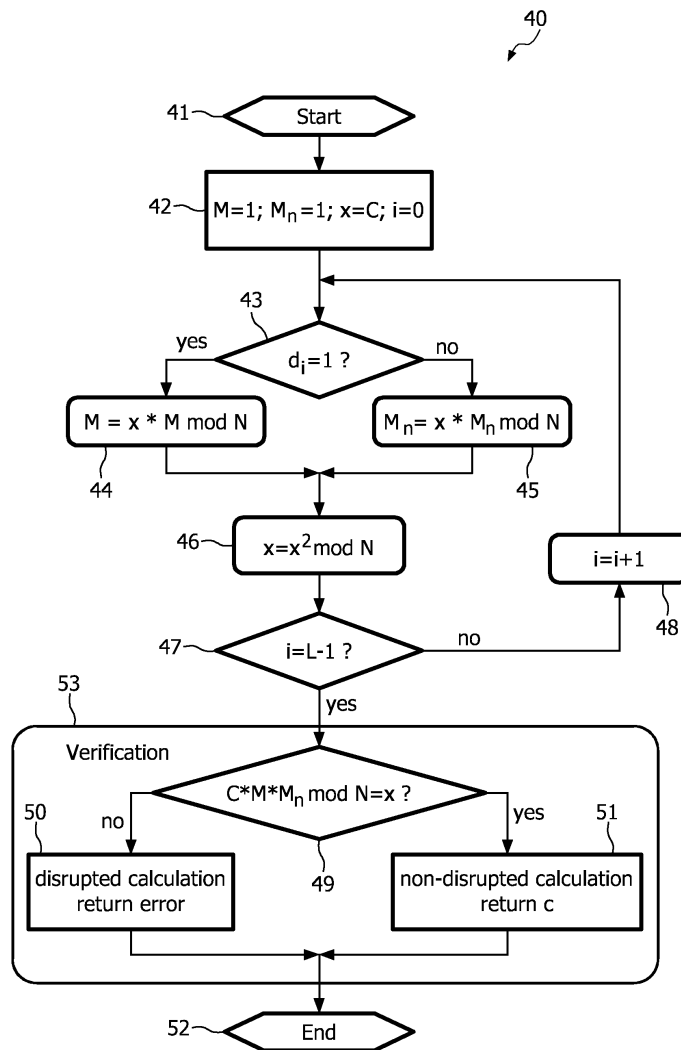 40
41
Start
42
M=1; Mn=1; x=C; i=0
43
yes
di=1 ?
no
M = x * M mod N
Mn= x * Mn mod N
44
45
46
x=x² mod N
i=i+1
48
47
i=L-1 ?
no
yes
53
Verification
C*M*Mn mod N=x ?
50
no
yes
51
49
disrupted calculation
return error
non-disrupted calculation
return c
52
End